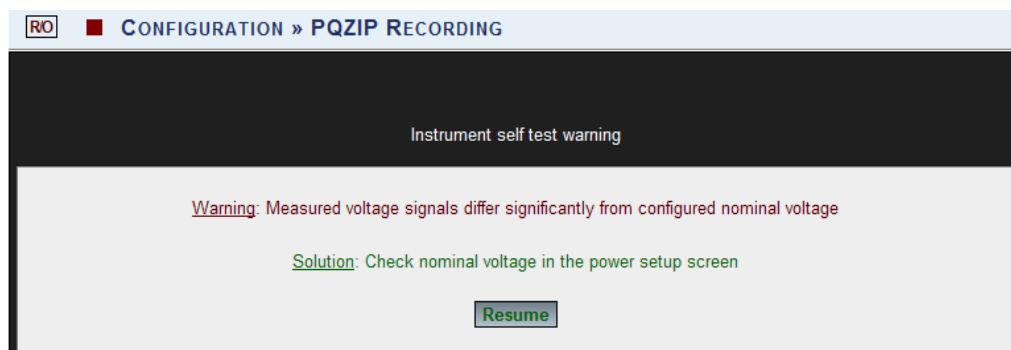 R/O CONFIGURATION » PQZIP RECORDING
Instrument self test warning
Warning: Measured voltage signals differ significantly from configured nominal voltage
Solution: Check nominal voltage in the power setup screen
Resume